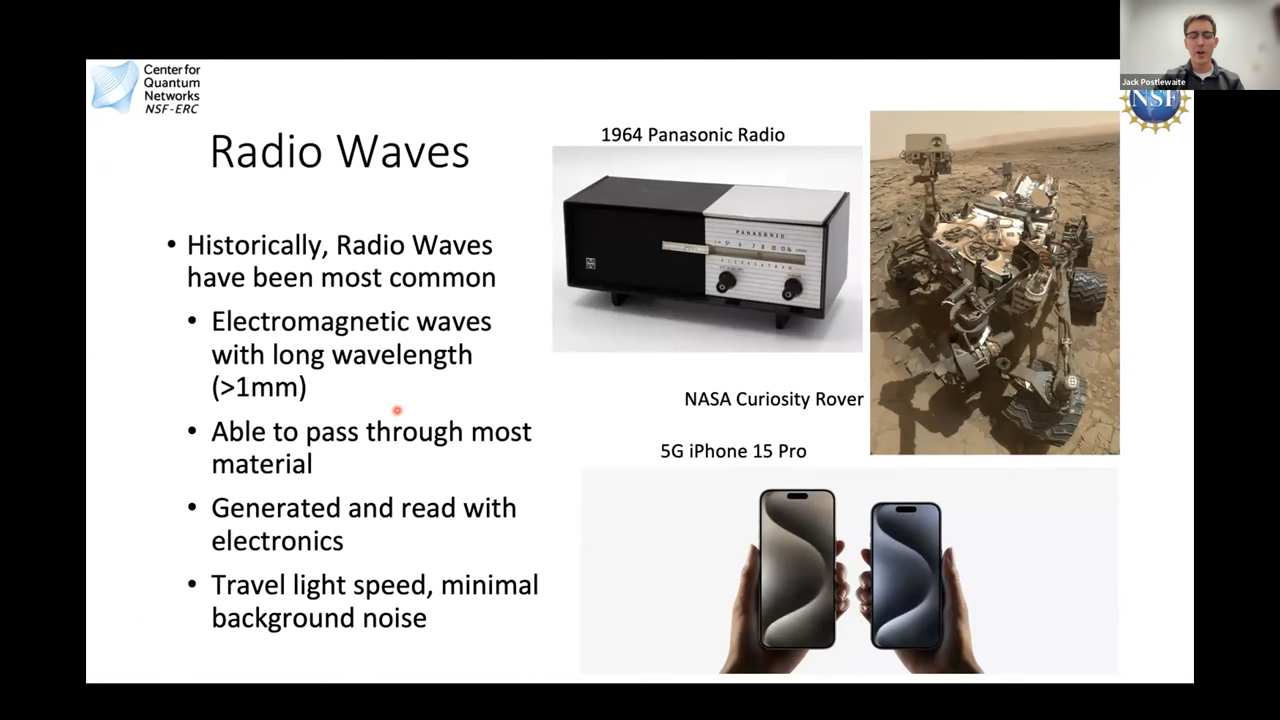 Center for
Quantum
Networks
NSF-ERC
Jack Postlewaite
NSF
Radio Waves
• Historically, Radio Waves
have been most common
• Electromagnetic waves
with long wavelength
(>1mm)
• Able to pass through most
material
• Generated and read with
electronics
• Travel light speed, minimal
background noise
1964 Panasonic Radio
PANASONIC
NASA Curiosity Rover
5G iPhone 15 Pro